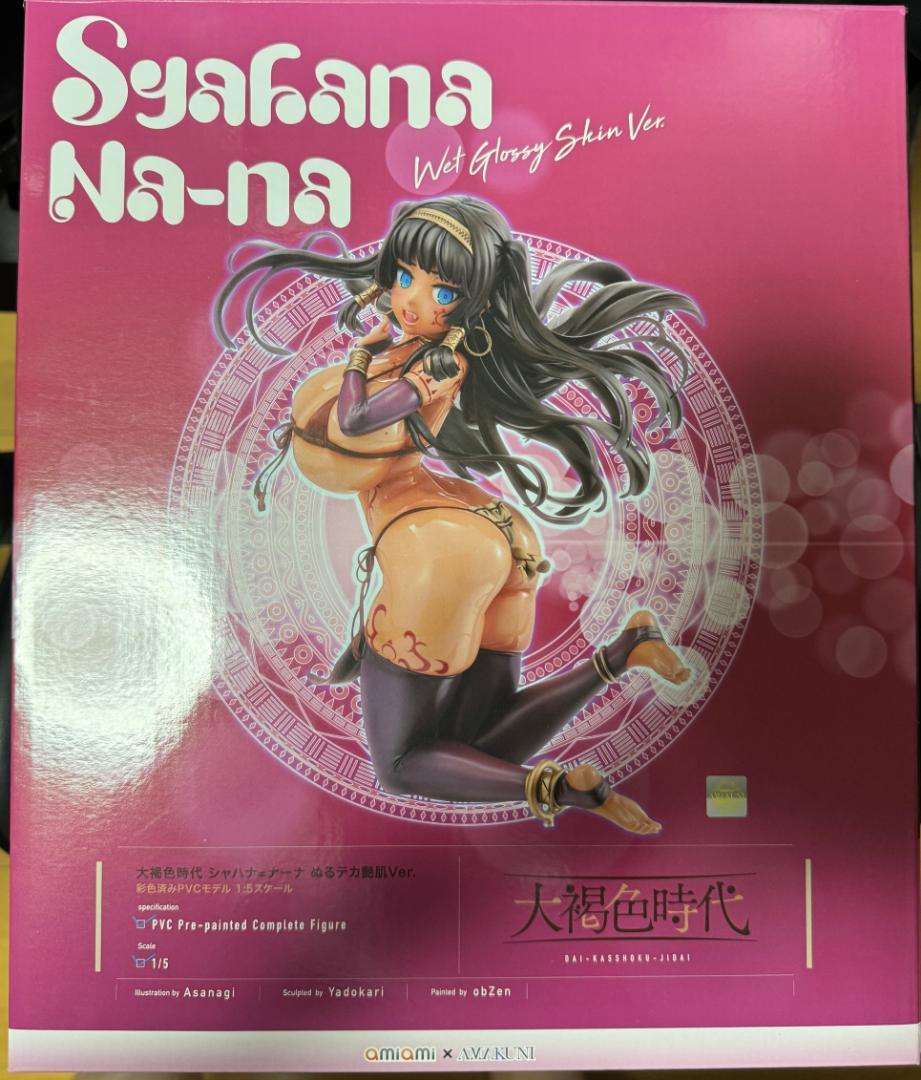 Syahana
Na-na
Wet Glossy Skin Ver.
大褐色時代 シャハナ=ナーナ ぬるテカ艶肌Ver.
彩色済みPVCモデル 1:5スケール
specification
PVC Pre-painted Complete Figure
Scale
1/5
大褐色時代
DAI-KASSHOKU-JIDAI
Illustration by Asanagi
Sculpted by Yadokari
Painted by obZen
amiami × AMAKUNI